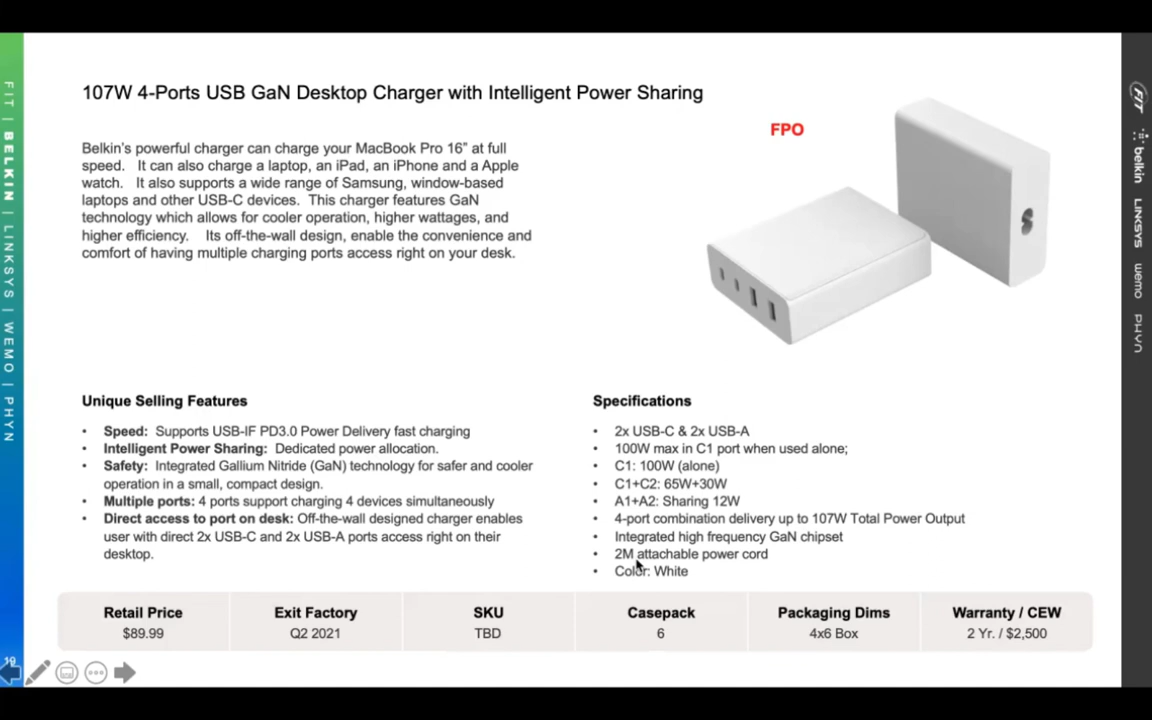 107W 4-Ports USB GaN Desktop Charger with Intelligent Power Sharing
FPO
Belkin's powerful charger can charge your MacBook Pro 16” at full
speed.   It can also charge a laptop, an iPad, an iPhone and a Apple
watch.   It also supports a wide range of Samsung, window-based
laptops and other USB-C devices.  This charger features GaN
technology which allows for cooler operation, higher wattages, and
higher efficiency.    Its off-the-wall design, enable the convenience and
comfort of having multiple charging ports access right on your desk.
Unique Selling Features
• Speed:  Supports USB-IF PD3.0 Power Delivery fast charging
• Intelligent Power Sharing:  Dedicated power allocation.
• Safety:  Integrated Gallium Nitride (GaN) technology for safer and cooler
operation in a small, compact design.
• Multiple ports: 4 ports support charging 4 devices simultaneously
• Direct access to port on desk: Off-the-wall designed charger enables
user with direct 2x USB-C and 2x USB-A ports access right on their
desktop.
Specifications
• 2x USB-C & 2x USB-A
• 100W max in C1 port when used alone;
• C1: 100W (alone)
• C1+C2: 65W+30W
• A1+A2: Sharing 12W
• 4-port combination delivery up to 107W Total Power Output
• Integrated high frequency GaN chipset
• 2M attachable power cord
• Color: White
Retail Price
$89.99
Exit Factory
Q2 2021
SKU
TBD
Casepack
6
Packaging Dims
4x6 Box
Warranty / CEW
2 Yr. / $2,500
FIT | BELKIN | LINKSYS | WEMO | PHYN
19
FIT
belkin
LINKSYS
wemo
PHYN